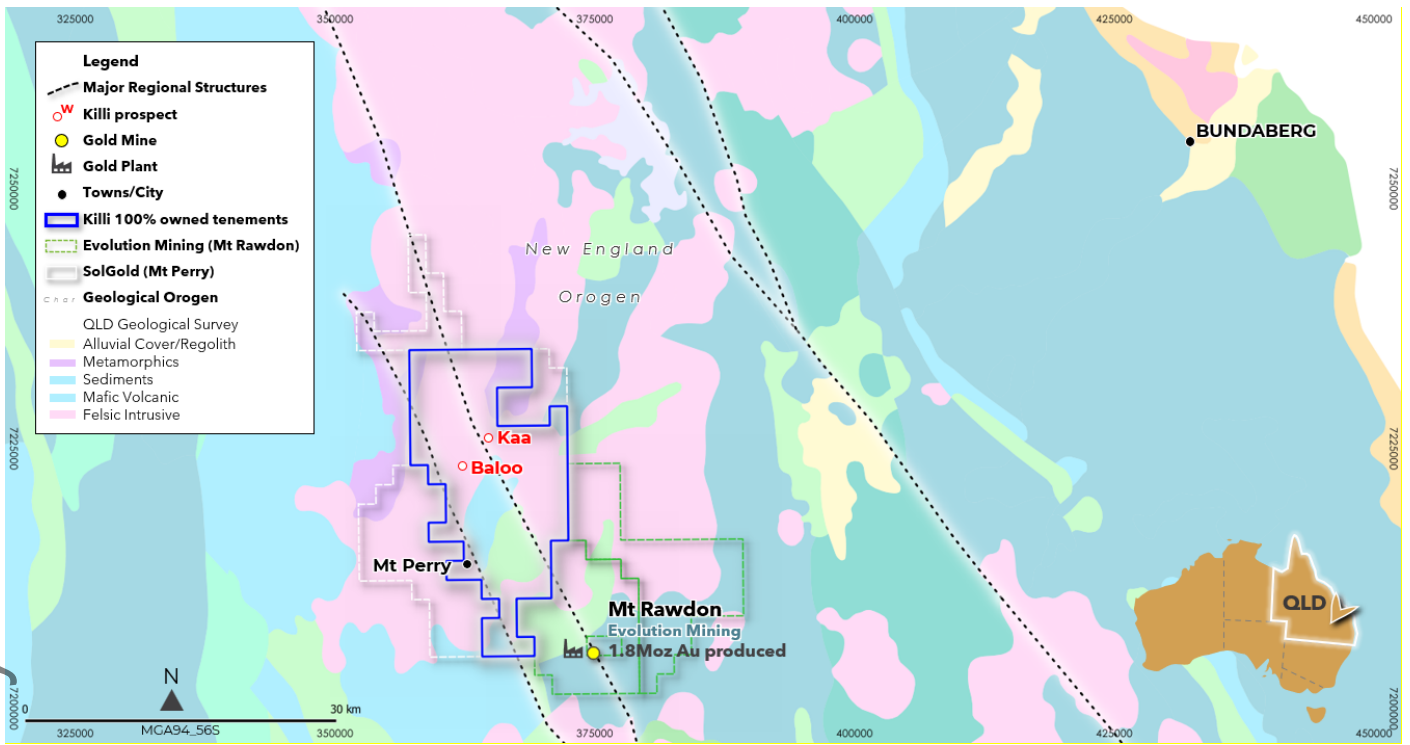 325000
350000
375000
400000
425000
450000
Legend
Major Regional Structures
W
Killi prospect
Gold Mine
Gold Plant
Towns/City
Killi 100% owned tenements
Evolution Mining (Mt Rawdon)
SolGold (Mt Perry)
Char Geological Orogen
QLD Geological Survey
Alluvial Cover/Regolith
Metamorphics
Sediments
Mafic Volcanic
Felsic Intrusive
BUNDABERG
7250000
7250000
New England
Orogen
7225000
7225000
Kaa
Baloo
Mt Perry
Mt Rawdon
Evolution Mining
1.8Moz Au produced
QLD
N
0
30 km
MGA94_56S
7200000
7200000
325000
350000
375000
400000
425000
450000